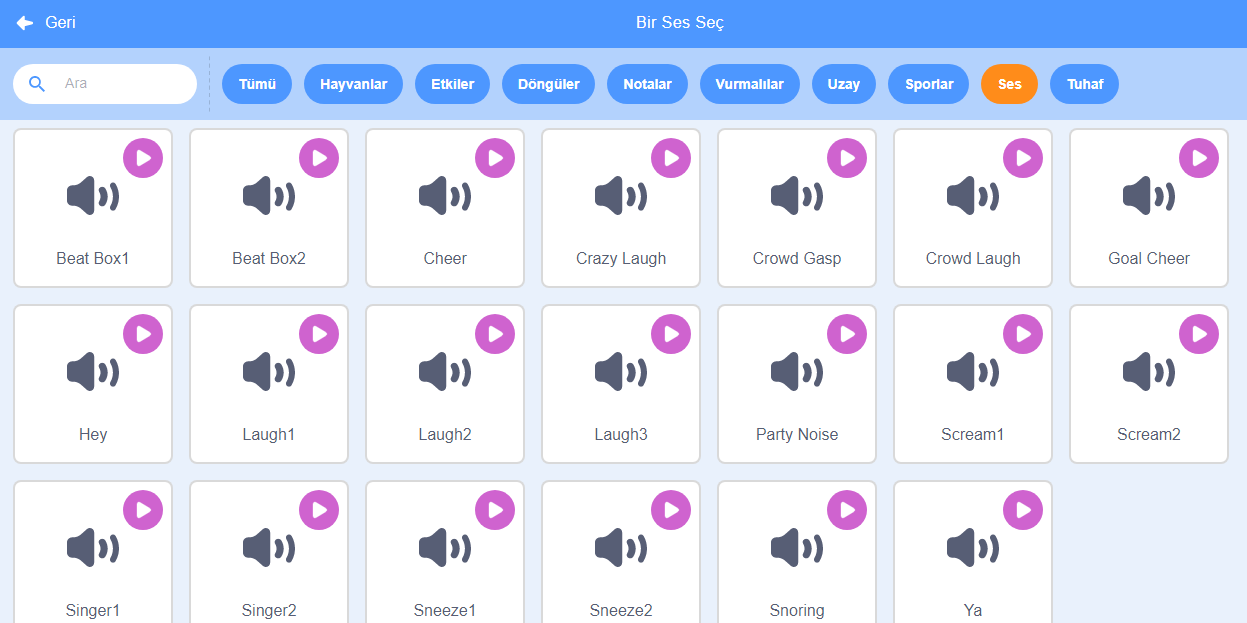 Geri
Bir Ses Seç
Ara
Tümü
Hayvanlar
Etkiler
Döngüler
Notalar
Vurmalılar
Uzay
Sporlar
Ses
Tuhaf
Beat Box1
Beat Box2
Cheer
Crazy Laugh
Crowd Gasp
Crowd Laugh
Goal Cheer
Hey
Laugh1
Laugh2
Laugh3
Party Noise
Scream1
Scream2
Singer1
Singer2
Sneeze1
Sneeze2
Snoring
Ya